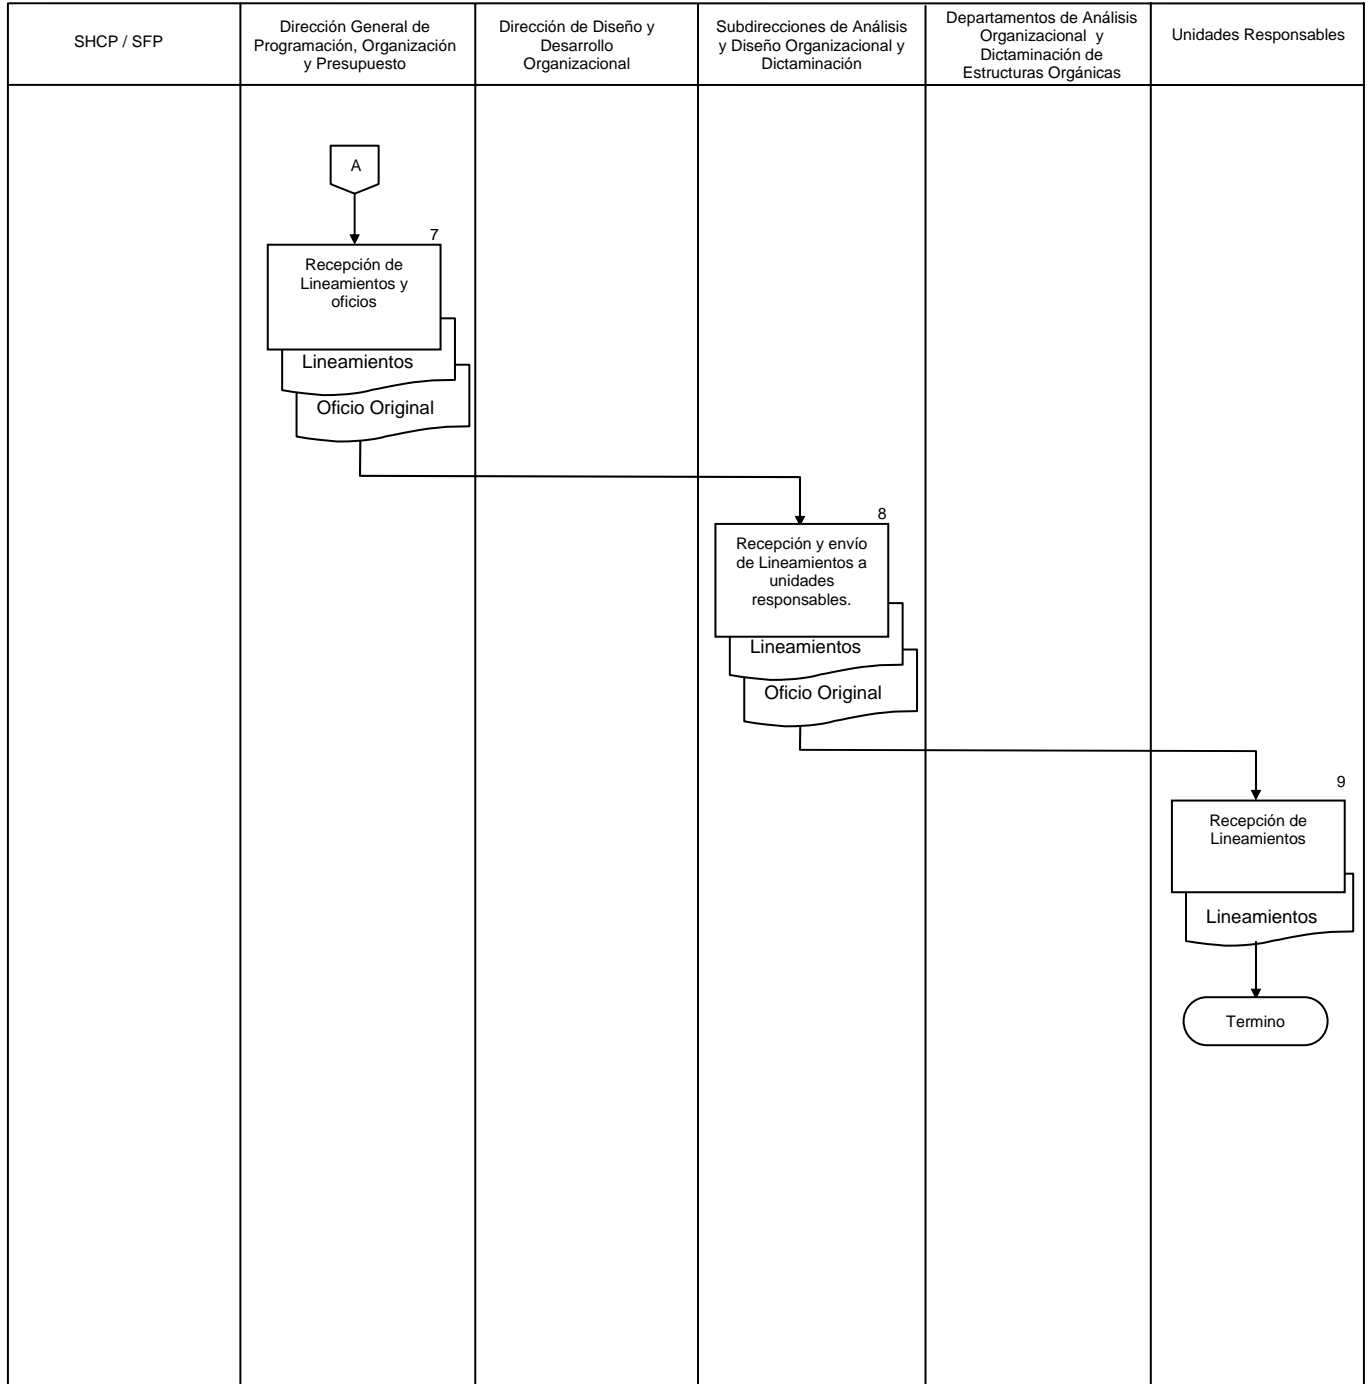 SHCP / SFP
Dirección General de
Programación, Organización
y Presupuesto
Dirección de Diseño y
Desarrollo
Organizacional
Subdirecciones de Análisis
y Diseño Organizacional y
Dictaminación
Departamentos de Análisis
Organizacional y
Dictaminación de
Estructuras Orgánicas
Unidades Responsables
A
7
Recepción de
Lineamientos y
oficios
Lineamientos
Oficio Original
8
Recepción y envío
de Lineamientos a
unidades
responsables.
Lineamientos
Oficio Original
9
Recepción de
Lineamientos
Lineamientos
Termino